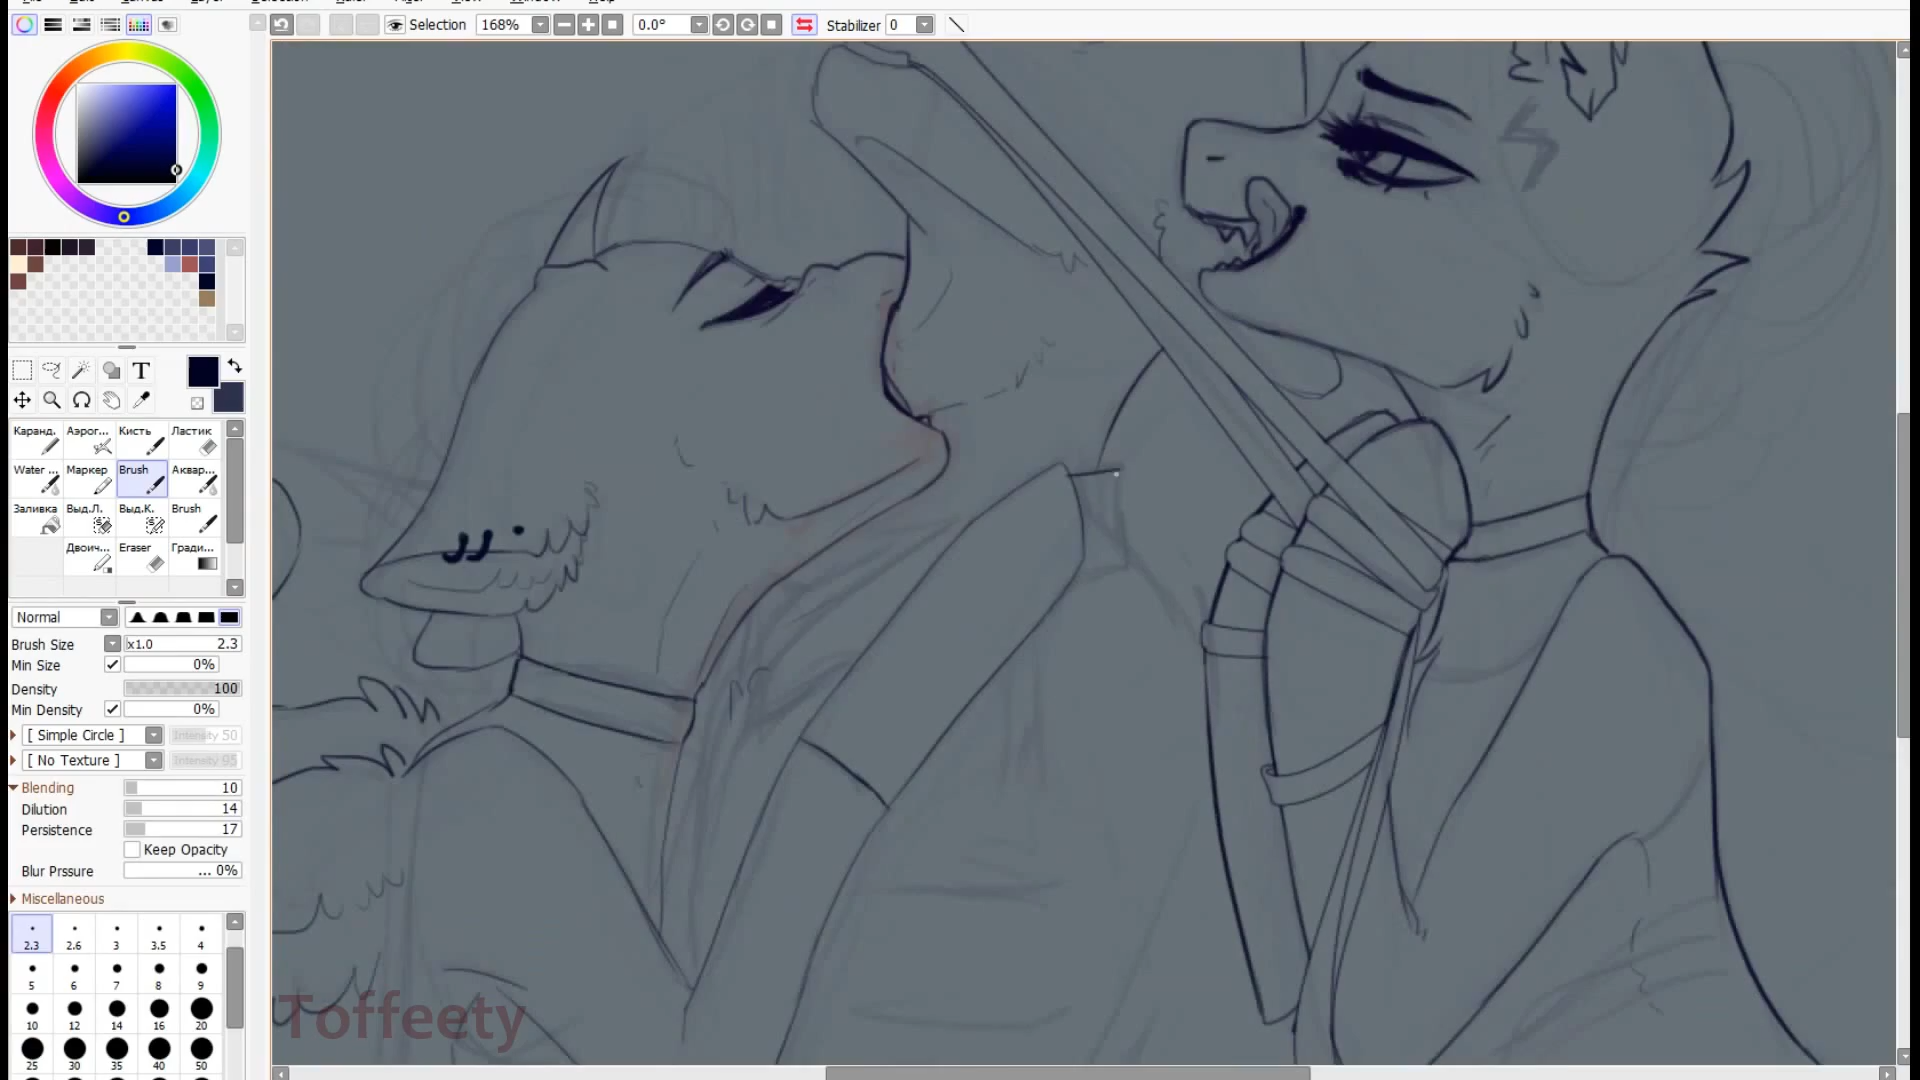 Selection 168% 0.0° Stabilizer 0
T
Каранд. Аэрог... Кисть Ластик
Water ... Маркер Brush Аквар...
Заливка Выд.Л. Выд.К. Brush
Двоич... Eraser Гради...
Normal
Brush Size x1.0 2.3
Min Size 0%
Density 100
Min Density 0%
[ Simple Circle ] Intensity 50
[ No Texture ] Intensity 95
Blending 10
Dilution 14
Persistence 17
Keep Opacity
Blur Prssure ... 0%
Miscellaneous
2.3 2.6 3 3.5 4
5 6 7 8 9
10 12 14 16 20
25 30 35 40 50
Toffeety